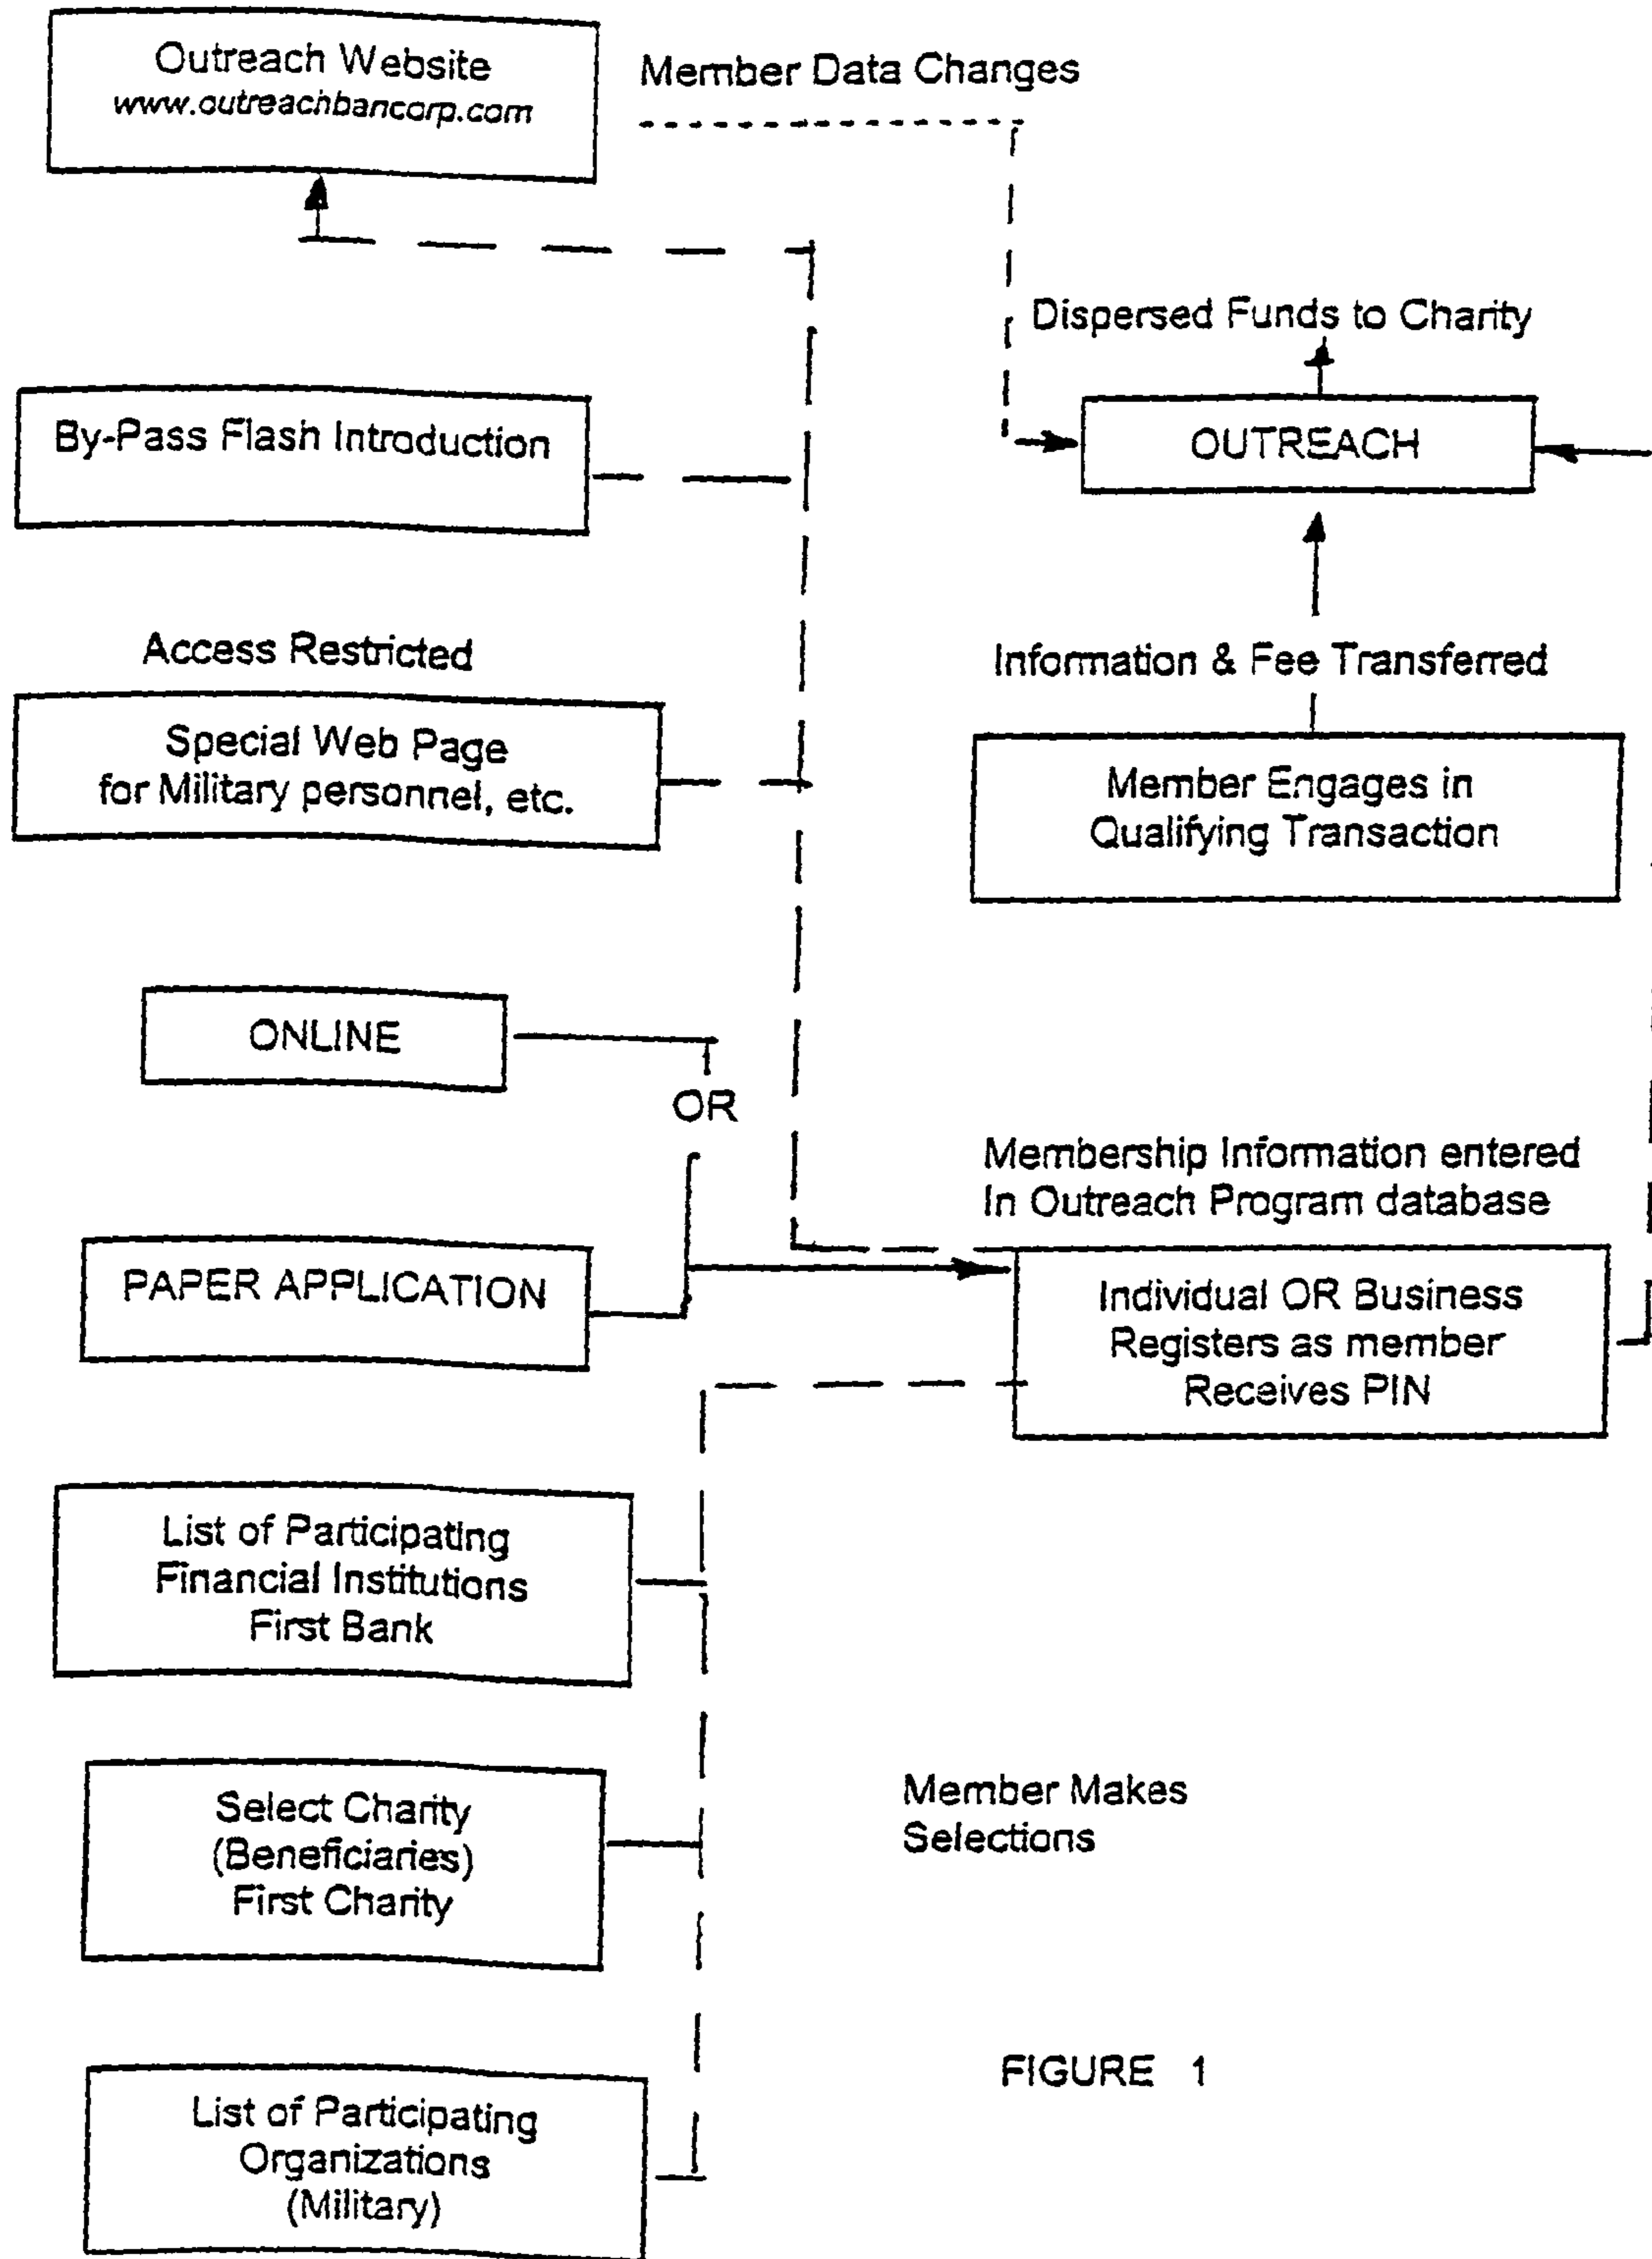 Outreach Website
www.outreachbancorp.com
Member Data Changes
Dispersed Funds to Charity
By-Pass Flash Introduction
OUTREACH
Access Restricted
Information & Fee Transferred
Special Web Page
for Military personnel, etc.
Member Engages in
Qualifying Transaction
ONLINE
OR
Membership Information entered
In Outreach Program database
PAPER APPLICATION
Individual OR Business
Registers as member
Receives PIN
List of Participating
Financial Institutions
First Bank
Select Charity
(Beneficiaries)
First Charity
Member Makes
Selections
List of Participating
Organizations
(Military)
FIGURE 1